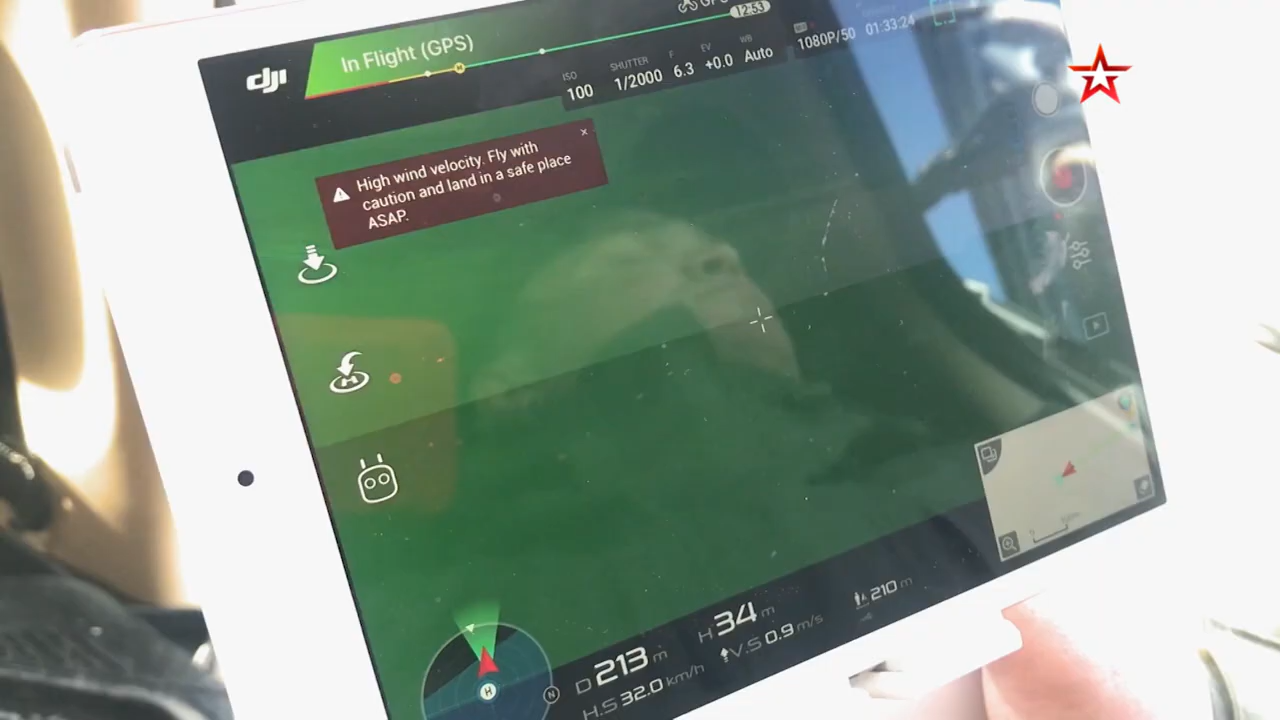 dji
In Flight (GPS)
GPS
12:53
ISO
100
SHUTTER
1/2000
F
6.3
EV
+0.0
WB
Auto
1080P/50
01:33:24
High wind velocity. Fly with
caution and land in a safe place
ASAP.
H
N
H
D 213 m
H 34 m
210 m
H.S 32.0 km/h
V.S 0.9 m/s